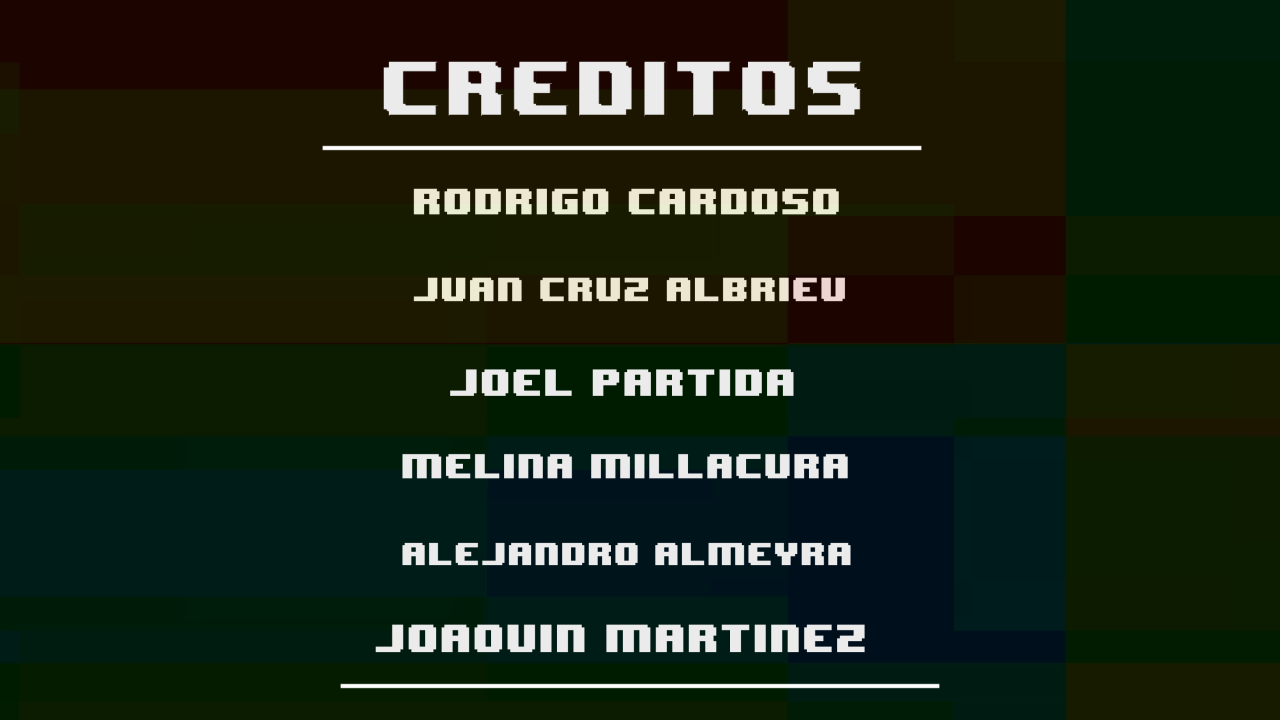 CREDITOS
RODRIGO CARDOSO
JUAN CRUZ ALBRIEU
JOEL PARTIDA
MELINA MILLACURA
ALEJANDRO ALMEYRA
JOAQUIN MARTINEZ